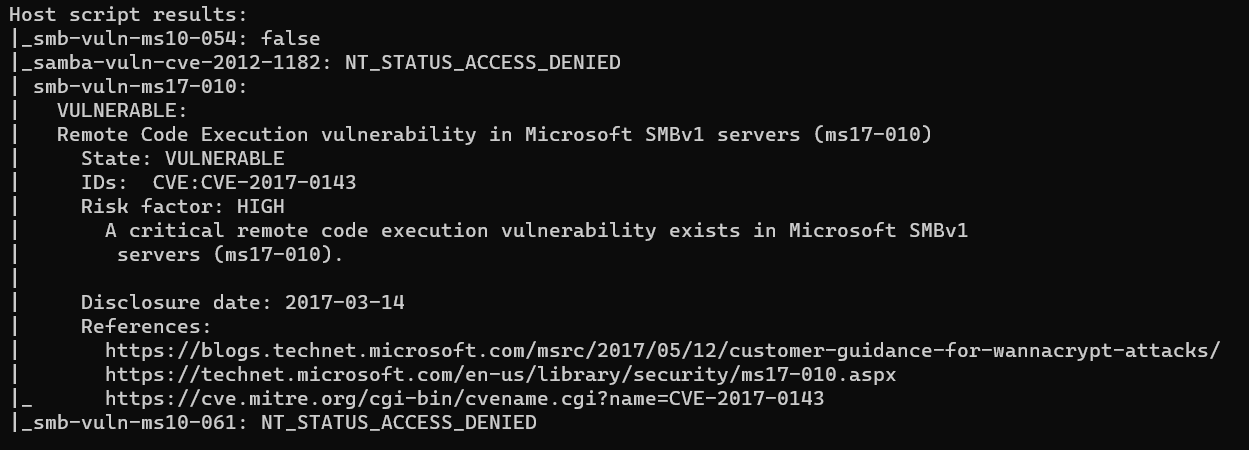 Host script results:
|_smb-vuln-ms10-054: false
|_samba-vuln-cve-2012-1182: NT_STATUS_ACCESS_DENIED
| smb-vuln-ms17-010:
|   VULNERABLE:
|   Remote Code Execution vulnerability in Microsoft SMBv1 servers (ms17-010)
|     State: VULNERABLE
|     IDs:  CVE:CVE-2017-0143
|     Risk factor: HIGH
|       A critical remote code execution vulnerability exists in Microsoft SMBv1
|        servers (ms17-010).
|
|     Disclosure date: 2017-03-14
|     References:
|       https://blogs.technet.microsoft.com/msrc/2017/05/12/customer-guidance-for-wannacrypt-attacks/
|       https://technet.microsoft.com/en-us/library/security/ms17-010.aspx
|_      https://cve.mitre.org/cgi-bin/cvename.cgi?name=CVE-2017-0143
|_smb-vuln-ms10-061: NT_STATUS_ACCESS_DENIED